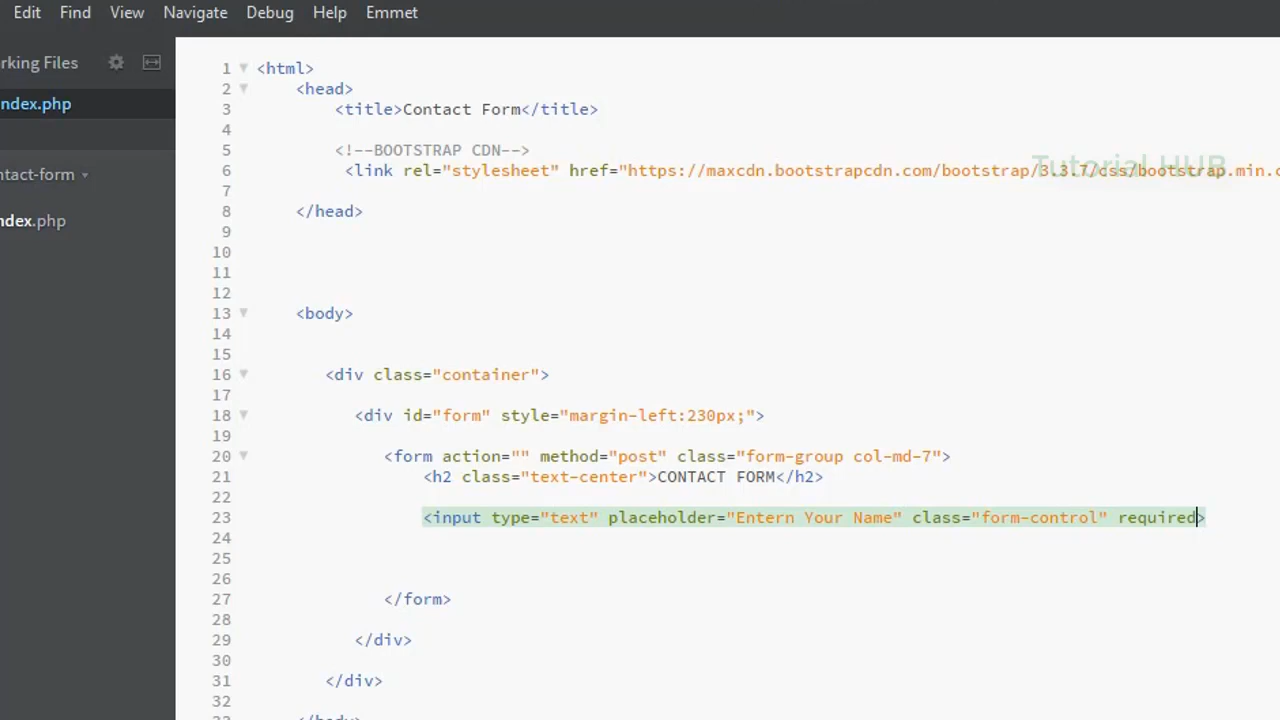 Edit Find View Navigate Debug Help Emmet
rking Files
ndex.php
ntact-form
ndex.php
Tutorial HUB
1 <html>
2 <head>
3 <title>Contact Form</title>
4
5 <!--BOOTSTRAP CDN-->
6 <link rel="stylesheet" href="https://maxcdn.bootstrapcdn.com/bootstrap/3.3.7/css/bootstrap.min.c
7
8 </head>
9
10
11
12
13 <body>
14
15
16 <div class="container">
17
18 <div id="form" style="margin-left:230px;">
19
20 <form action="" method="post" class="form-group col-md-7">
21 <h2 class="text-center">CONTACT FORM</h2>
22
23 <input type="text" placeholder="Entern Your Name" class="form-control" required>
24
25
26
27 </form>
28
29 </div>
30
31 </div>
32
33 </body>